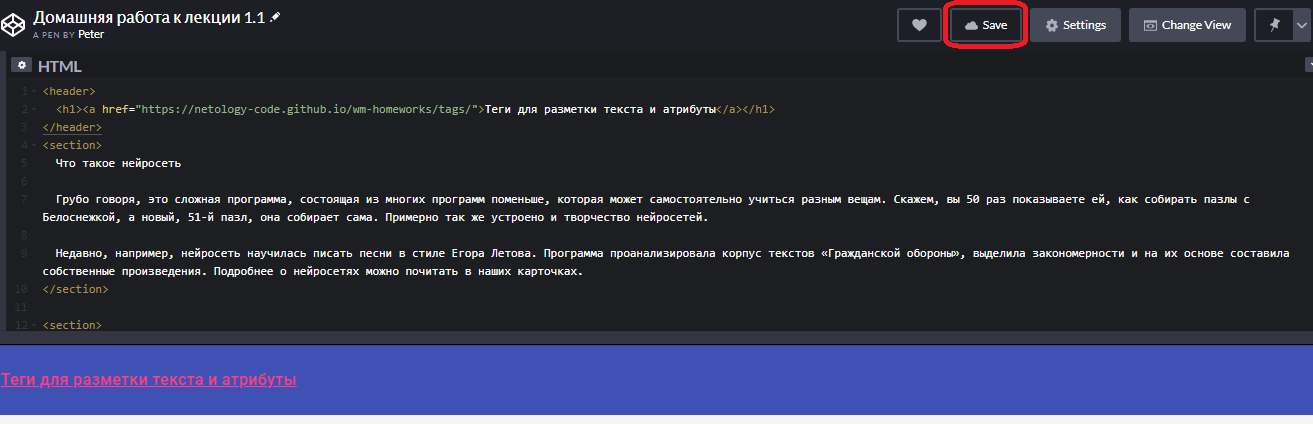 Домашняя работа к лекции 1.1
A PEN BY Peter
Save
Settings
Change View
HTML
1 <header>
2 <h1><a href="https://netology-code.github.io/wm-homeworks/tags/">Теги для разметки текста и атрибуты</a></h1>
3 </header>
4 <section>
5 Что такое нейросеть
6
7 Грубо говоря, это сложная программа, состоящая из многих программ поменьше, которая может самостоятельно учиться разным вещам. Скажем, вы 50 раз показываете ей, как собирать пазлы с
Белоснежкой, а новый, 51-й пазл, она собирает сама. Примерно так же устроено и творчество нейросетей.
8
9 Недавно, например, нейросеть научилась писать песни в стиле Егора Летова. Программа проанализировала корпус текстов «Гражданской обороны», выделила закономерности и на их основе составила
собственные произведения. Подробнее о нейросетях можно почитать в наших карточках.
10 </section>
11
12 <section>
Теги для разметки текста и атрибуты